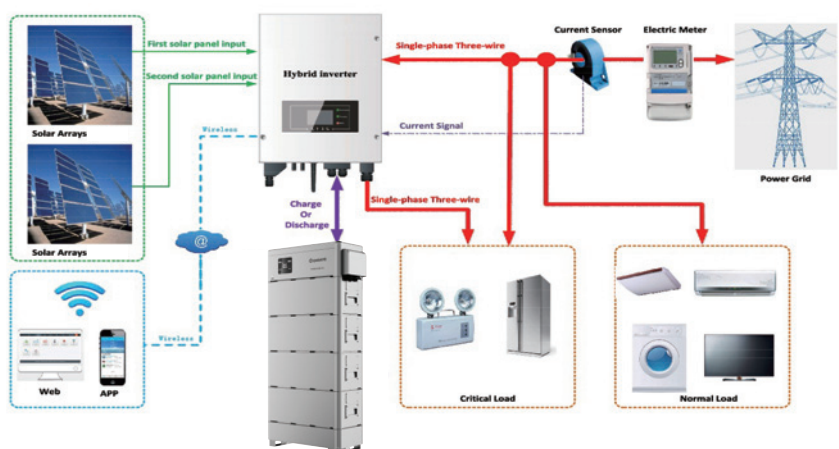 First solar panel input
Second solar panel input
Solar Arrays
Solar Arrays
Hybrid inverter
Single-phase Three-wire
Current Signal
Current Sensor
Electric Meter
Power Grid
Wireless
@
Charge
Or
Discharge
Single-phase Three-wire
Wireless
Web
APP
Critical Load
Normal Load